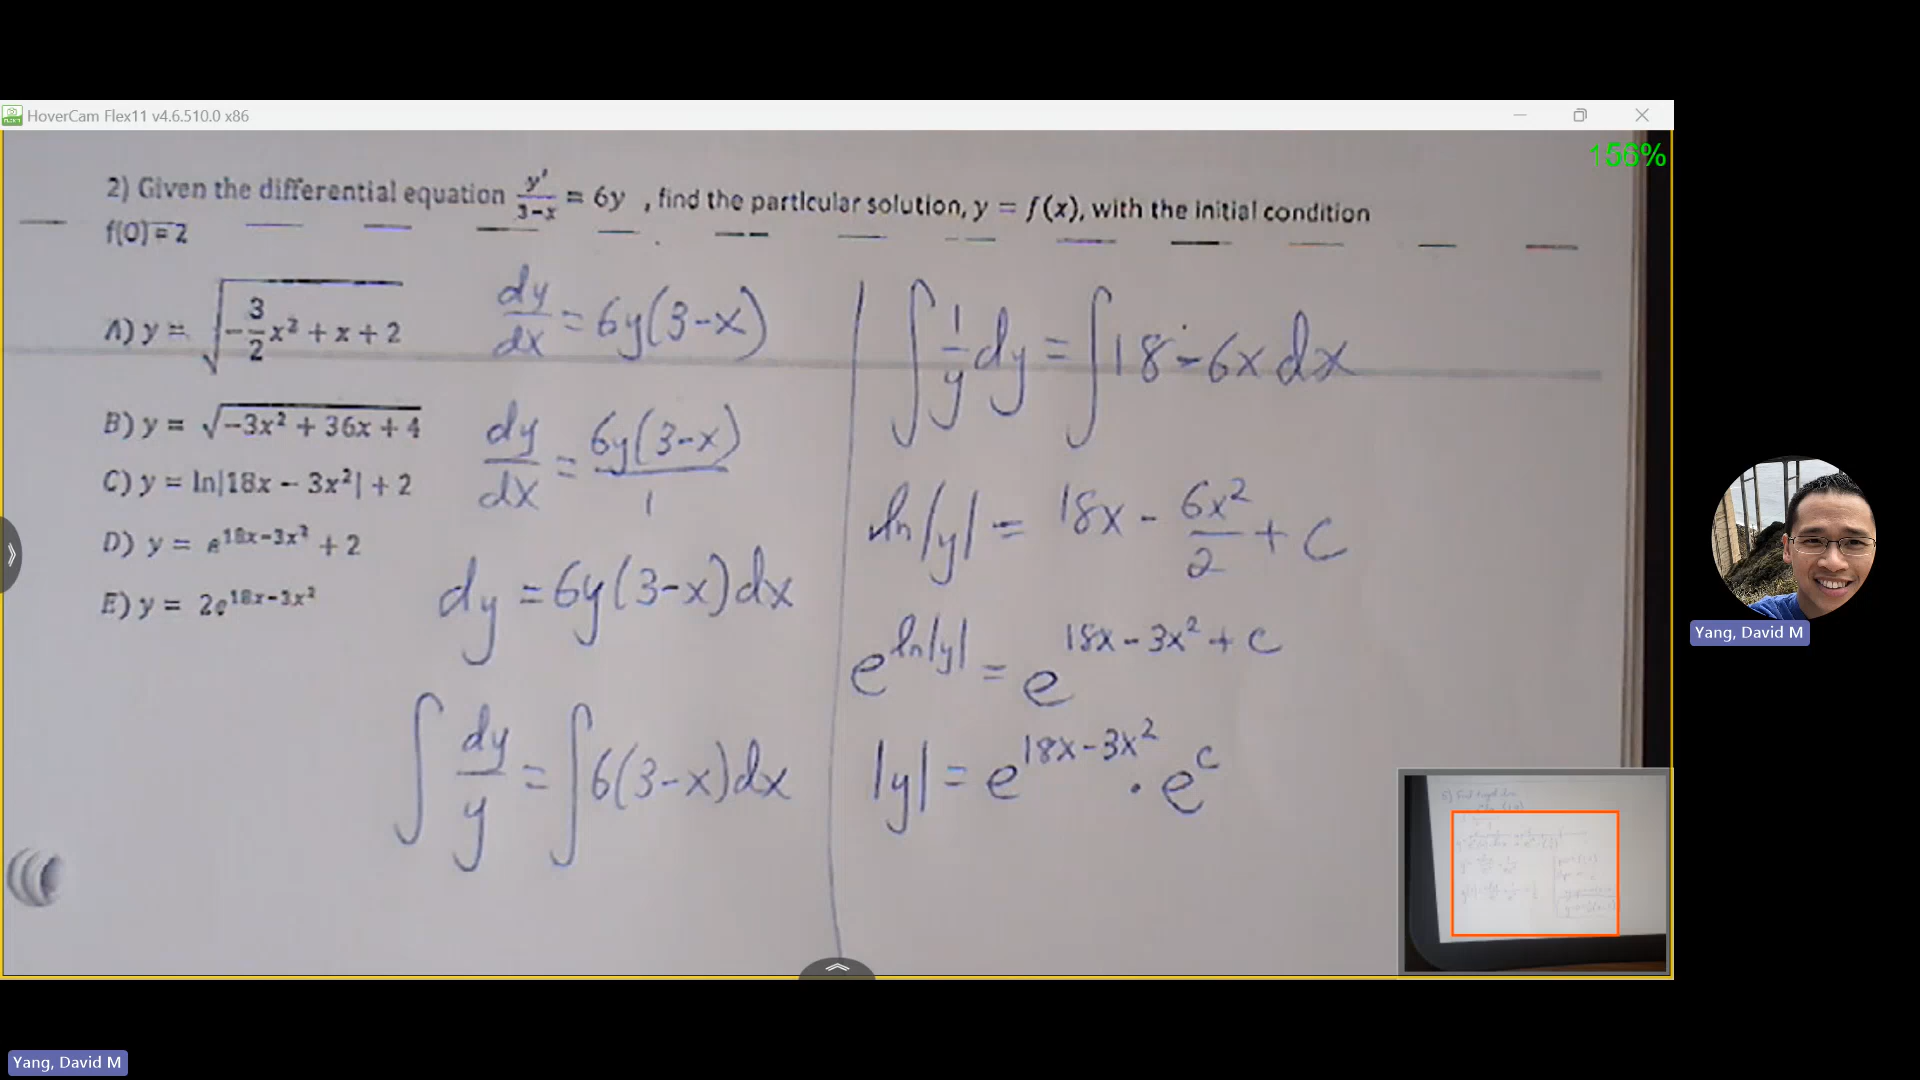 HoverCam Flex11 v4.6.510.0 x86
156%
2) Given the differential equation y'/(3-x) = 6y , find the particular solution, y = f(x), with the initial condition
f(0) = 2
A) y = √(-3/2 x² + x + 2)
B) y = √(-3x² + 36x + 4)
C) y = ln|18x − 3x²| + 2
D) y = e^(18x−3x²) + 2
E) y = 2e^(18x−3x²)
dy/dx = 6y(3-x)
dy/dx = 6y(3-x)/1
dy = 6y(3-x)dx
∫ dy/y = ∫ 6(3-x)dx
∫ 1/y dy = ∫ 18-6x dx
ln|y| = 18x - 6x²/2 + C
e^(ln|y|) = e^(18x-3x²+C)
|y| = e^(18x-3x²) · e^C
Yang, David M
Yang, David M